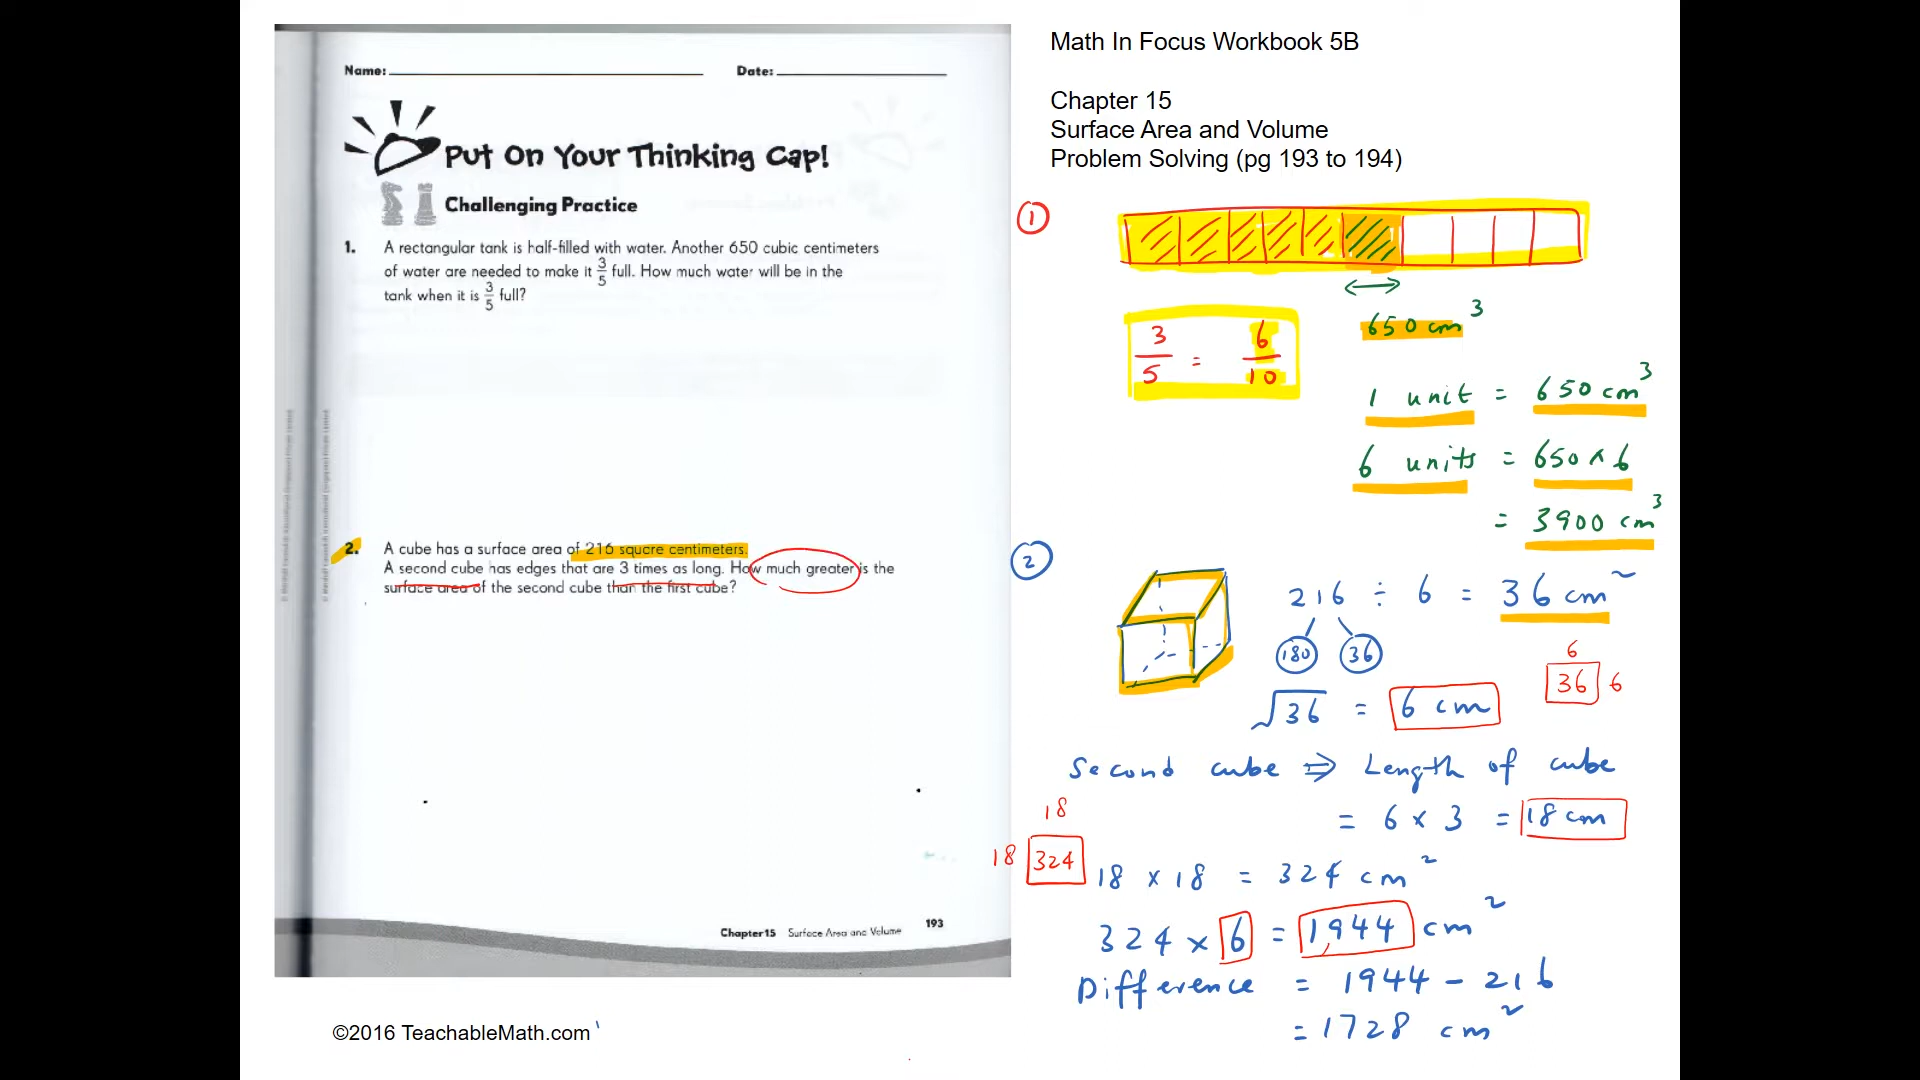 Name:
Date:
Put On Your Thinking Cap!
Challenging Practice
1. A rectangular tank is half-filled with water. Another 650 cubic centimeters
of water are needed to make it 3/5 full. How much water will be in the
tank when it is 3/5 full?
2. A cube has a surface area of 216 square centimeters.
A second cube has edges that are 3 times as long. How much greater is the
surface area of the second cube than the first cube?
Chapter 15 Surface Area and Volume 193
©2016 TeachableMath.com
Math In Focus Workbook 5B
Chapter 15
Surface Area and Volume
Problem Solving (pg 193 to 194)
1
650 cm³
3/5 = 6/10
1 unit = 650 cm³
6 units = 650 × 6
= 3900 cm³
2
216 ÷ 6 = 36 cm²
180 36
6
36 6
√36 = 6 cm
Second cube ⇒ Length of cube
= 6 × 3 = 18 cm
18
18 324
18 × 18 = 324 cm²
324 × 6 = 1,944 cm²
Difference = 1944 - 216
= 1728 cm²